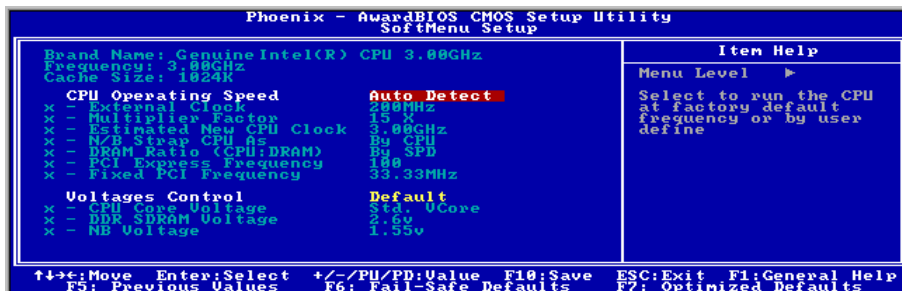 Phoenix - AwardBIOS CMOS Setup Utility
SoftMenu Setup
Brand Name: Genuine Intel(R) CPU 3.00GHz
Frequency: 3.00GHz
Cache Size: 1024K
CPU Operating Speed Auto Detect
x - External Clock 200MHz
x - Multiplier Factor 15 X
x - Estimated New CPU Clock 3.00GHz
x - N/B Strap CPU As By CPU
x - DRAM Ratio (CPU:DRAM) By SPD
x - PCI Express Frequency 100
x - Fixed PCI Frequency 33.33MHz
Voltages Control Default
x - CPU Core Voltage Std. VCore
x - DDR SDRAM Voltage 2.6v
x - NB Voltage 1.55v
Item Help
Menu Level ►
Select to run the CPU
at factory default
frequency or by user
define
↑↓→←:Move Enter:Select +/-/PU/PD:Value F10:Save ESC:Exit F1:General Help
F5: Previous Values F6: Fail-Safe Defaults F7: Optimized Defaults